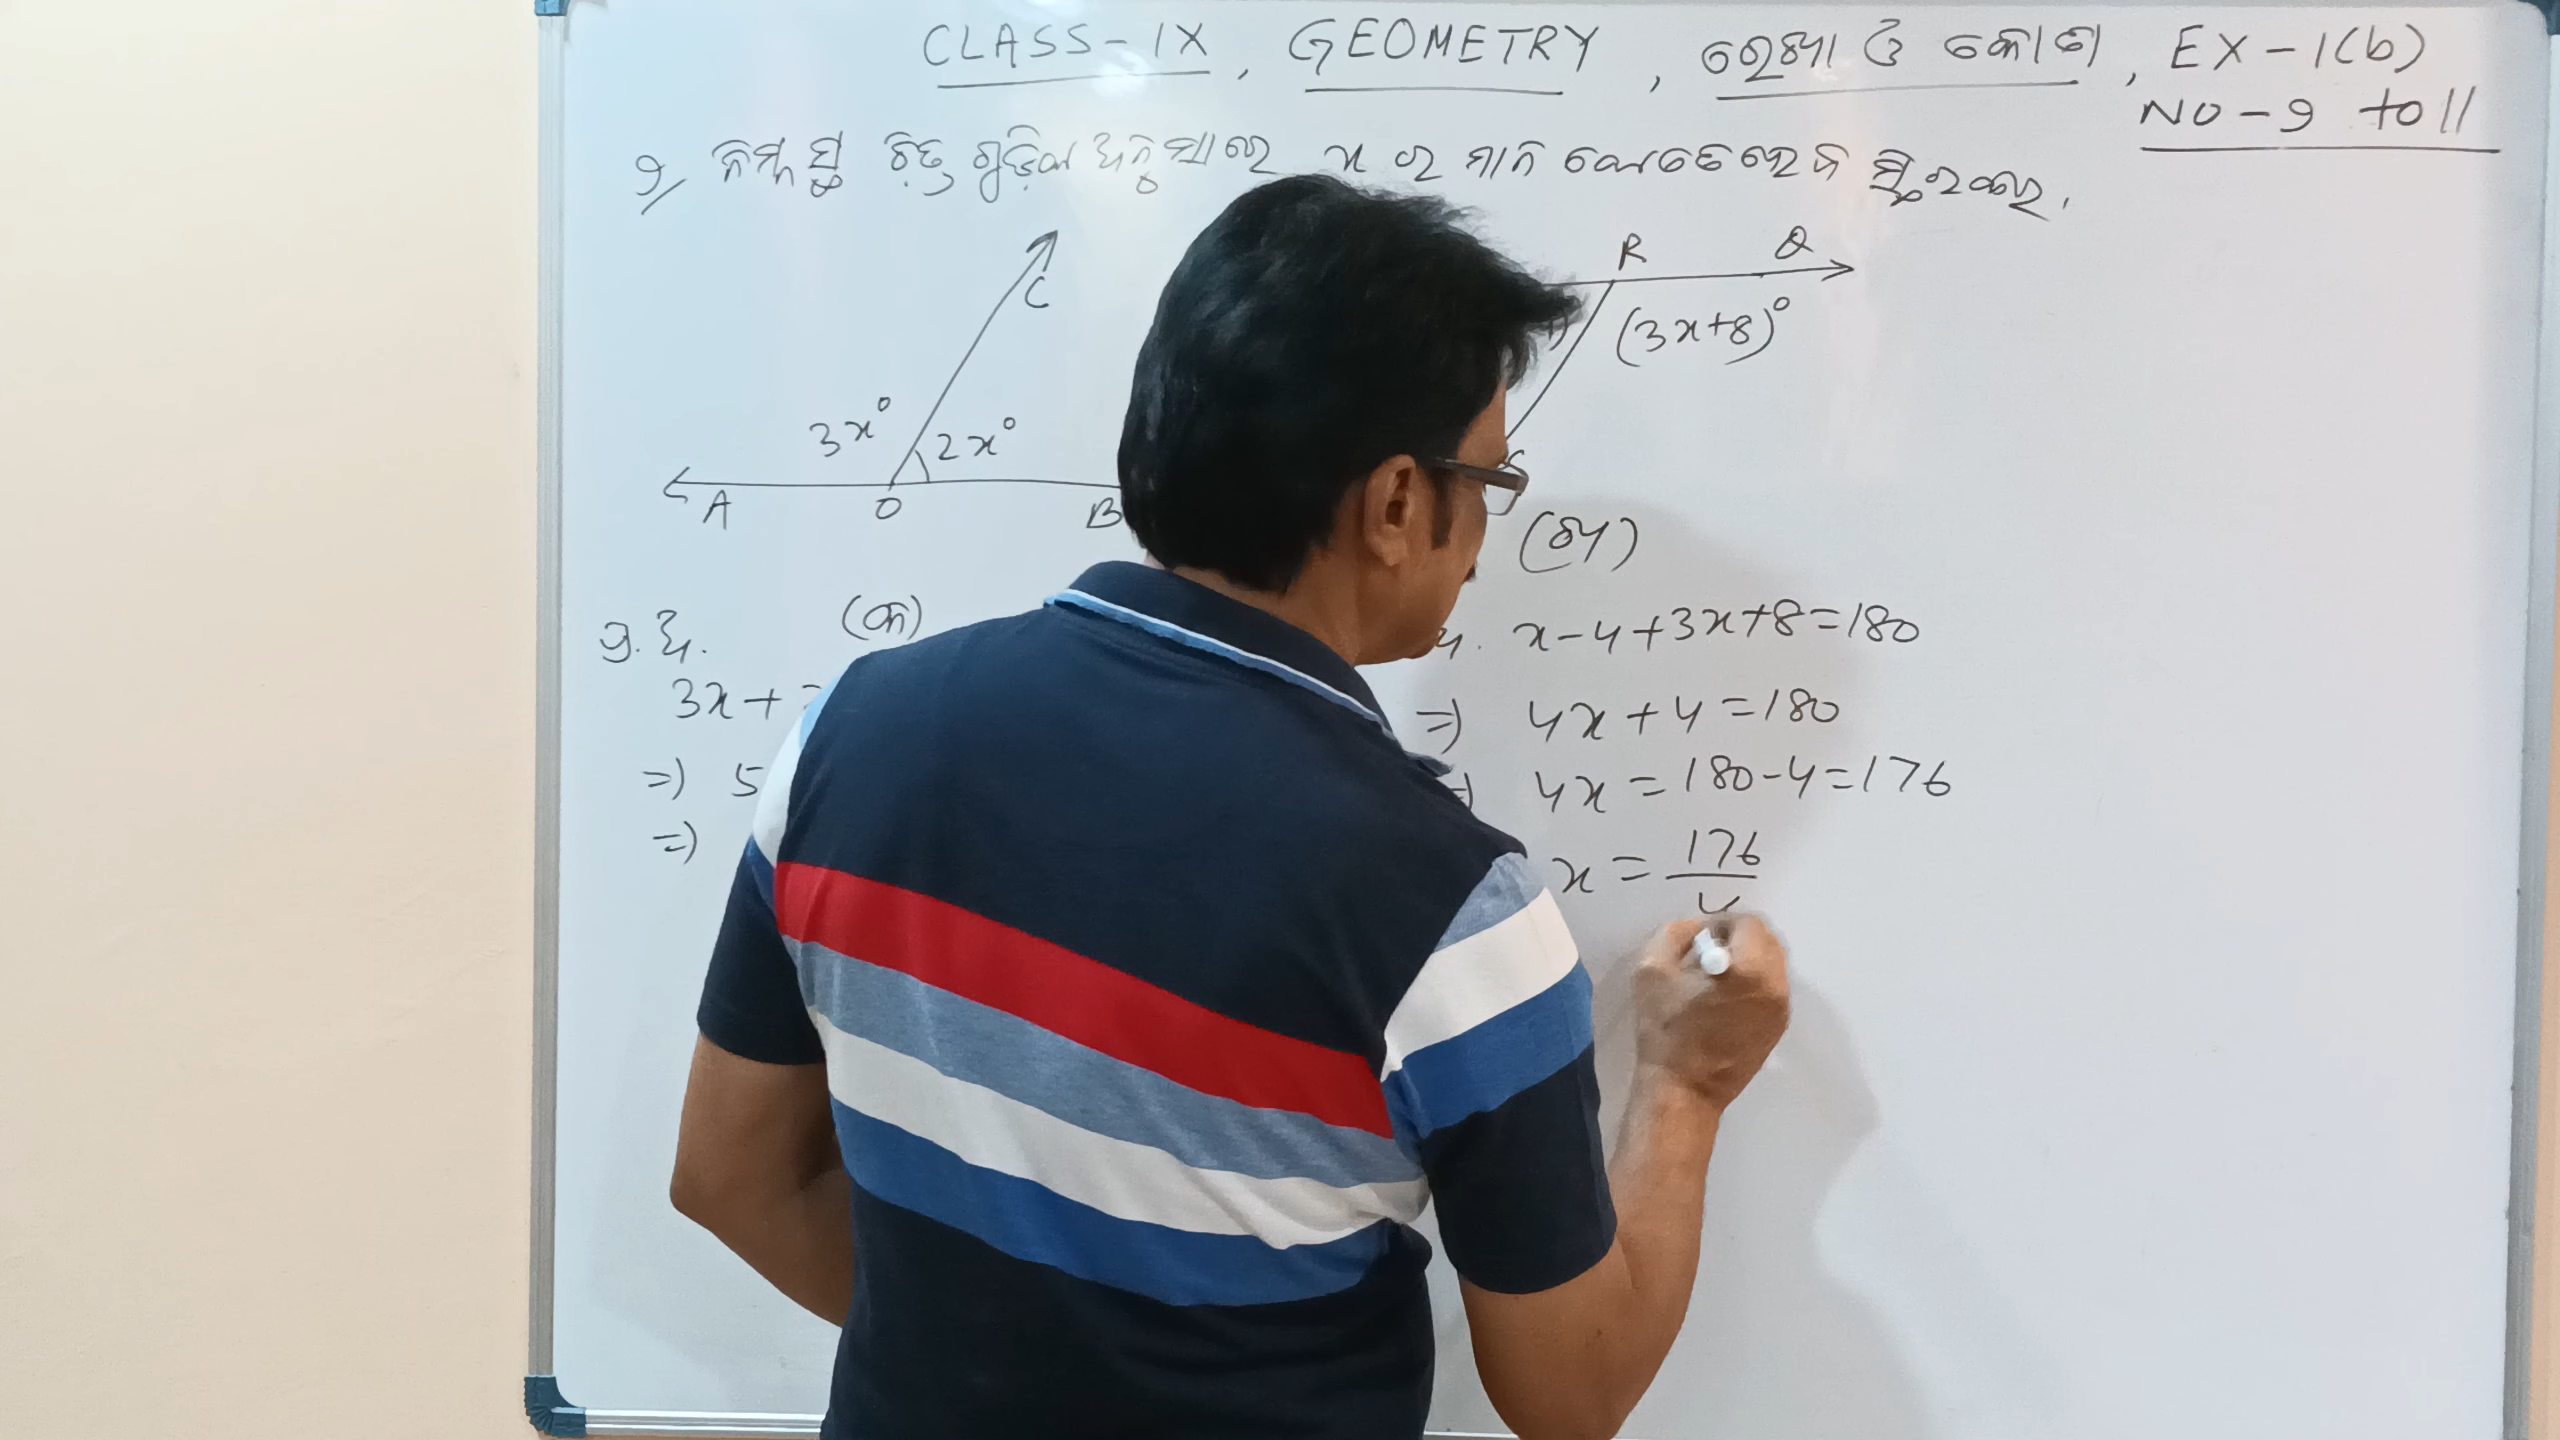 CLASS-IX, GEOMETRY, ରେଖା ଓ କୋଣ, EX-1(b)
NO-9 to 11
9/ ନିମ୍ନସ୍ଥ ଚିତ୍ର ଗୁଡ଼ିକ ଅନୁସାରେ x ର ମାନ କେତେ ଲେଖ ସ୍ଥିର କର.
C
3x° 2x°
A O B
R Q
(3x+8)°
(କ)
(ଖ)
ପ୍ର.ଅ.
3x+
=) 5
=)
x-4+3x+8=180
=) 4x+4=180
4x=180-4=176
x=176/4